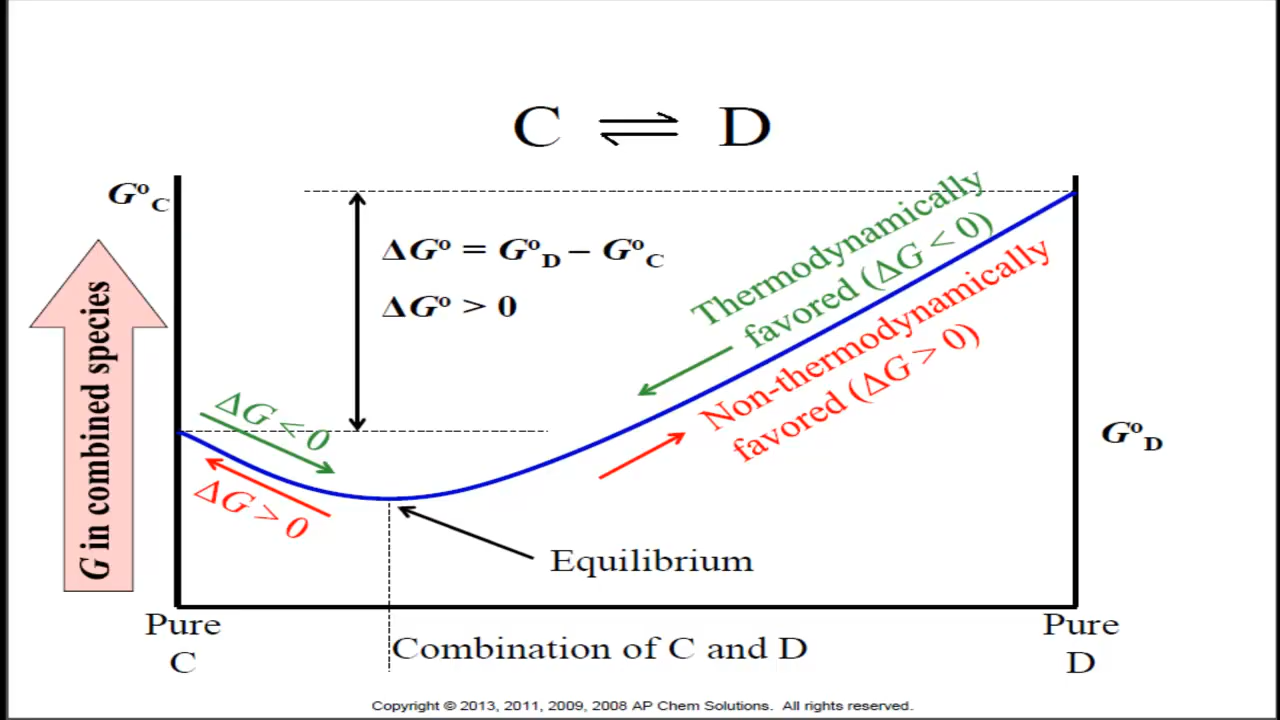 C ⇌ D
G°C
ΔG° = G°D – G°C
ΔG° > 0
Thermodynamically
favored (ΔG < 0)
Non-thermodynamically
favored (ΔG > 0)
G in combined species
ΔG < 0
ΔG > 0
G°D
Equilibrium
Pure
C
Combination of C and D
Pure
D
Copyright © 2013, 2011, 2009, 2008 AP Chem Solutions. All rights reserved.